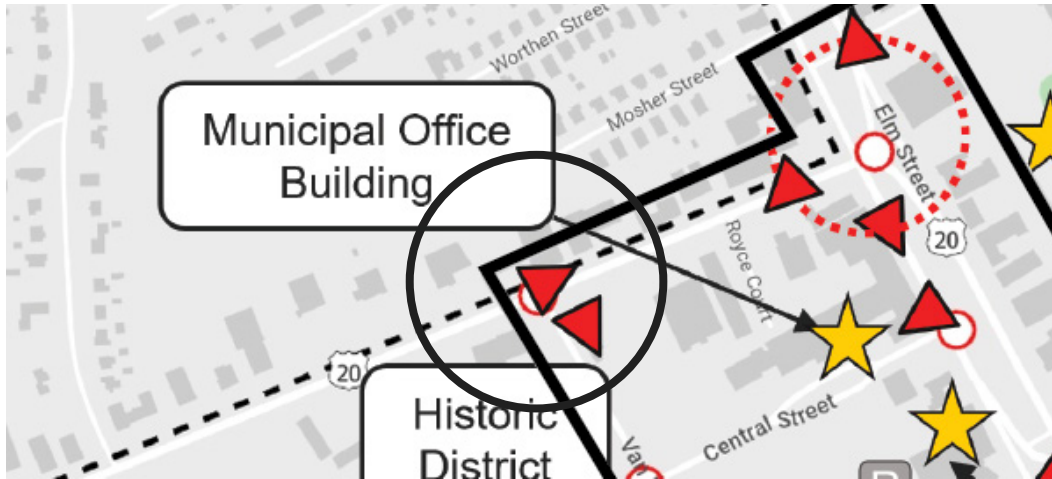 Worthen Street
Mosher Street
Municipal Office
Building
Elm Street
20
Royce Court
20
Historic
District
Central Street